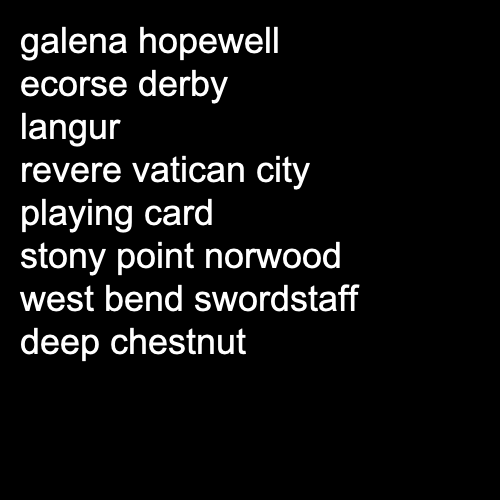 galena hopewell
ecorse derby
langur
revere vatican city
playing card
stony point norwood
west bend swordstaff
deep chestnut